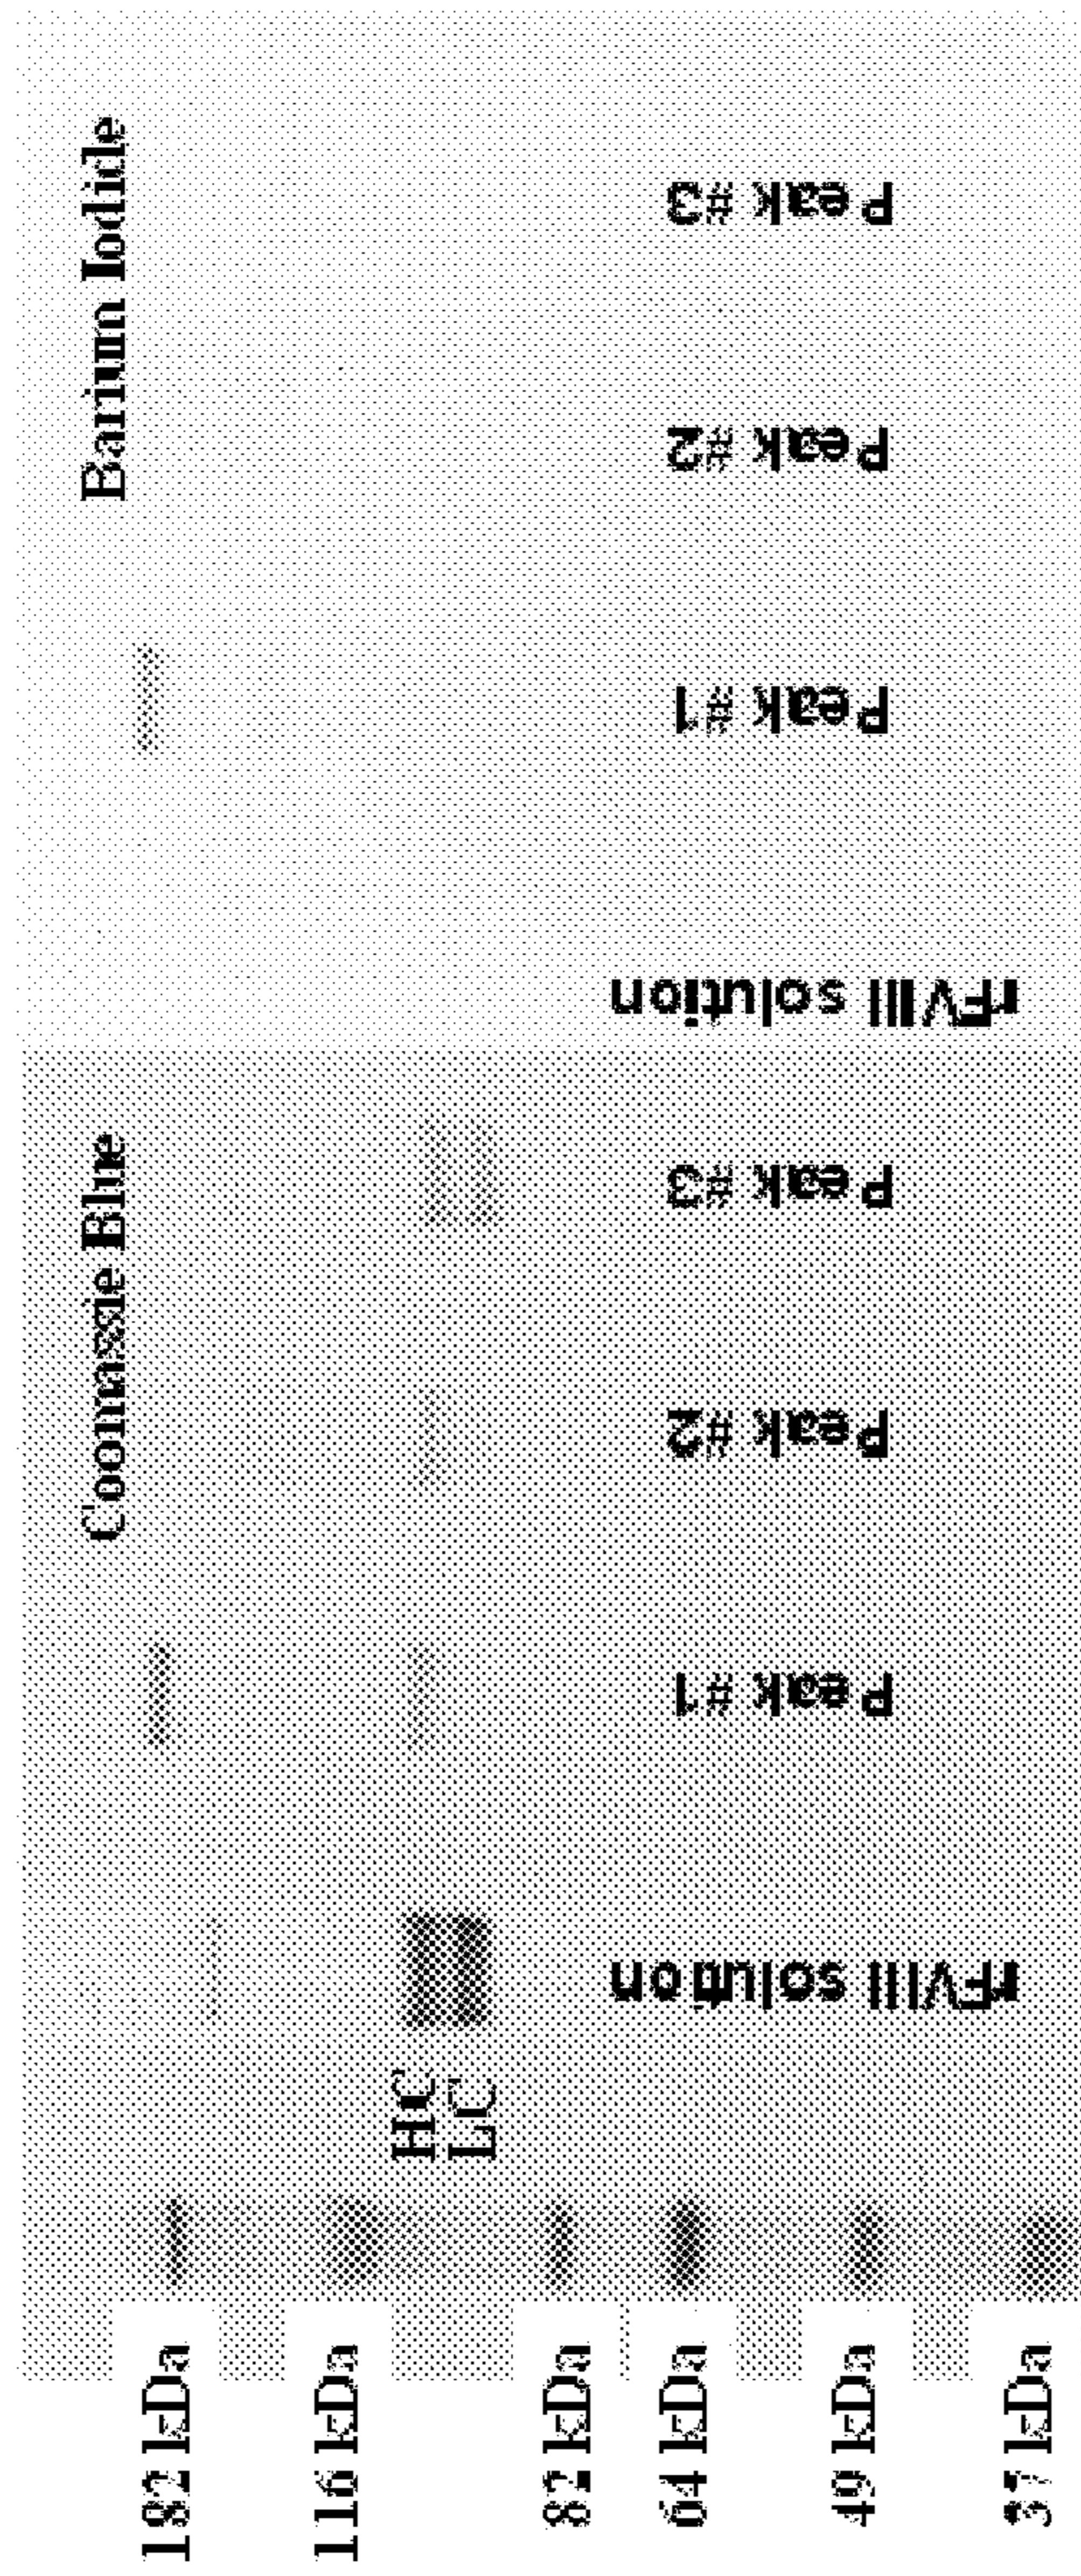 Coomassie Blue
Barium Iodide
182 kDa
116 kDa
82 kDa
64 kDa
49 kDa
37 kDa
HC
LC
rFVIII solution
Peak #1
Peak #2
Peak #3
rFVIII solution
Peak #1
Peak #2
Peak #3